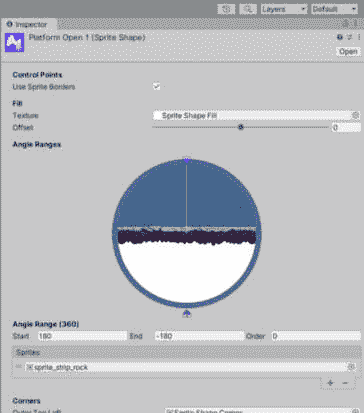 Layers Default
Inspector
Platform Open 1 (Sprite Shape)
Open
Control Points
Use Sprite Borders
Fill
Texture Sprite Shape Fill
Offset 0
Angle Ranges
Angle Range (360)
Start 180 End -180 Order 0
Sprites
sprite_strip_rock
Corners
Outer Top Left Sprite Shape Corner